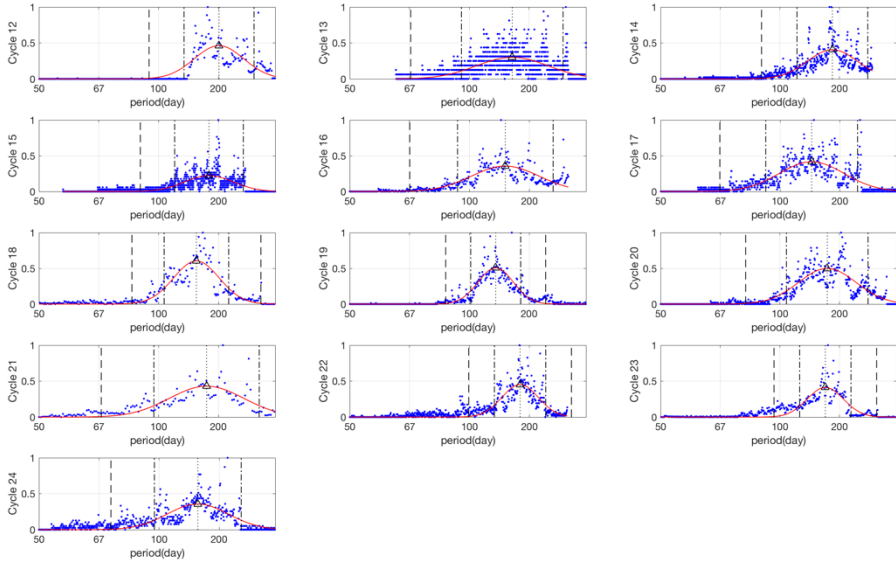 Cycle 12
1
0.5
0
50 67 100 200
period(day)
Cycle 13
1
0.5
0
50 67 100 200
period(day)
Cycle 14
1
0.5
0
50 67 100 200
period(day)
Cycle 15
1
0.5
0
50 67 100 200
period(day)
Cycle 16
1
0.5
0
50 67 100 200
period(day)
Cycle 17
1
0.5
0
50 67 100 200
period(day)
Cycle 18
1
0.5
0
50 67 100 200
period(day)
Cycle 19
1
0.5
0
50 67 100 200
period(day)
Cycle 20
1
0.5
0
50 67 100 200
period(day)
Cycle 21
1
0.5
0
50 67 100 200
period(day)
Cycle 22
1
0.5
0
50 67 100 200
period(day)
Cycle 23
1
0.5
0
50 67 100 200
period(day)
Cycle 24
1
0.5
0
50 67 100 200
period(day)